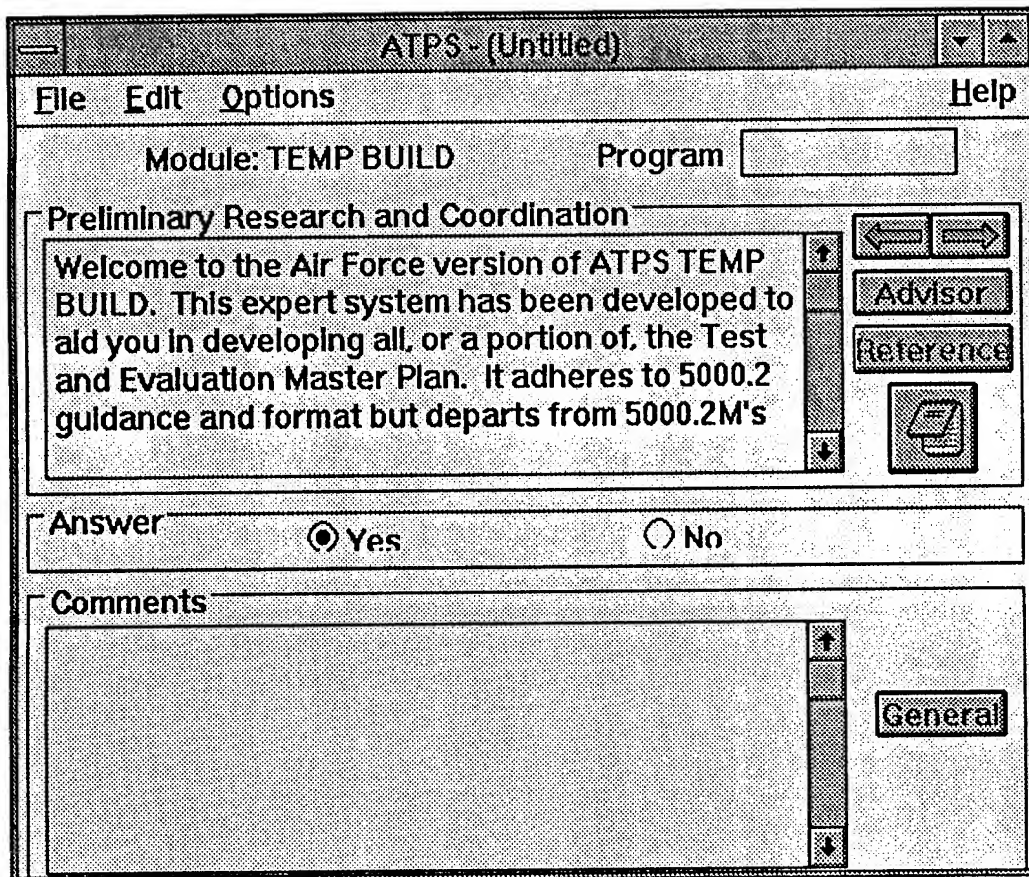 ATPS - (Untitled)
File Edit Options Help
Module: TEMP BUILD Program
Preliminary Research and Coordination
Welcome to the Air Force version of ATPS TEMP
BUILD. This expert system has been developed to
aid you in developing all, or a portion of, the Test
and Evaluation Master Plan. It adheres to 5000.2
guidance and format but departs from 5000.2M's
Advisor
Reference
Answer Yes No
Comments
General